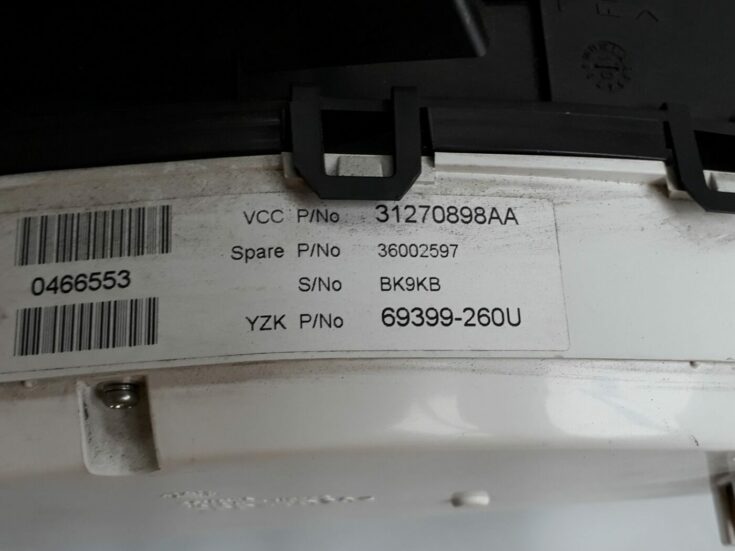 VCC P/No 31270898AA
Spare P/No 36002597
0466553
S/No BK9KB
YZK P/No 69399-260U